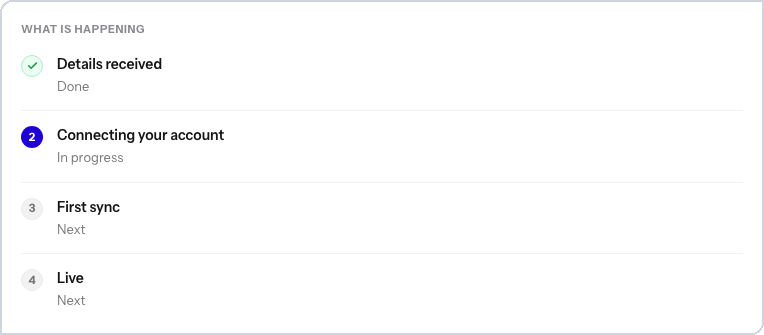 WHAT IS HAPPENING
Details received
Done
2
Connecting your account
In progress
3
First sync
Next
4
Live
Next